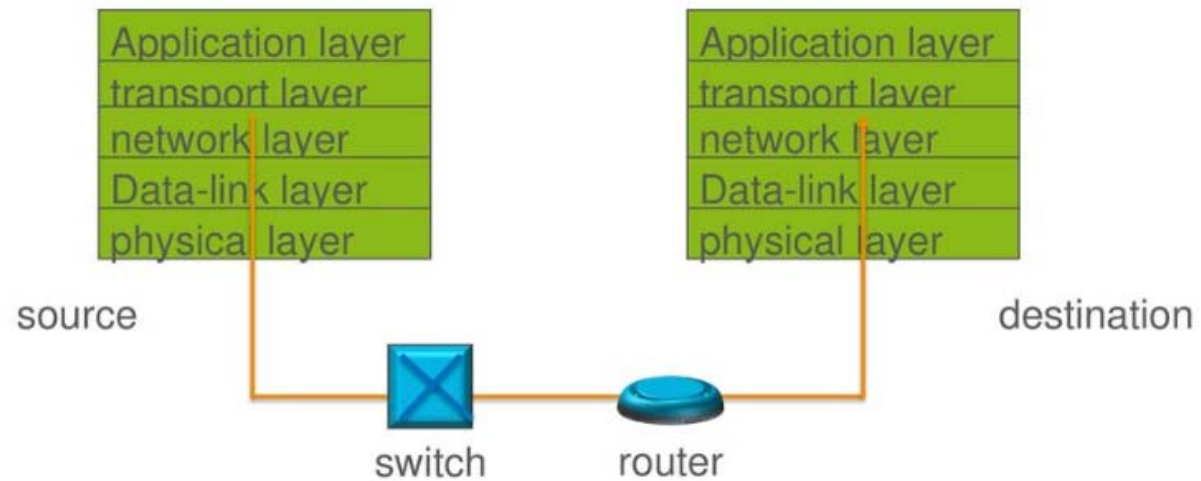 Application layer
transport layer
network layer
Data-link layer
physical layer
Application layer
transport layer
network layer
Data-link layer
physical layer
source
destination
switch
router